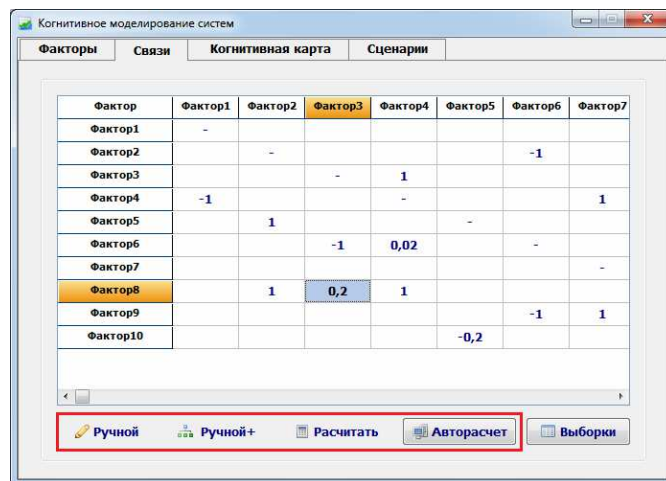 Когнитивное моделирование систем
Факторы Связи Когнитивная карта Сценарии
Фактор Фактор1 Фактор2 Фактор3 Фактор4 Фактор5 Фактор6 Фактор7
Фактор1 -
Фактор2 - -1
Фактор3 - 1
Фактор4 -1 - 1
Фактор5 1 -
Фактор6 -1 0,02 -
Фактор7 -
Фактор8 1 0,2 1
Фактор9 -1 1
Фактор10 -0,2
Ручной Ручной+ Расчитать Авторасчет Выборки